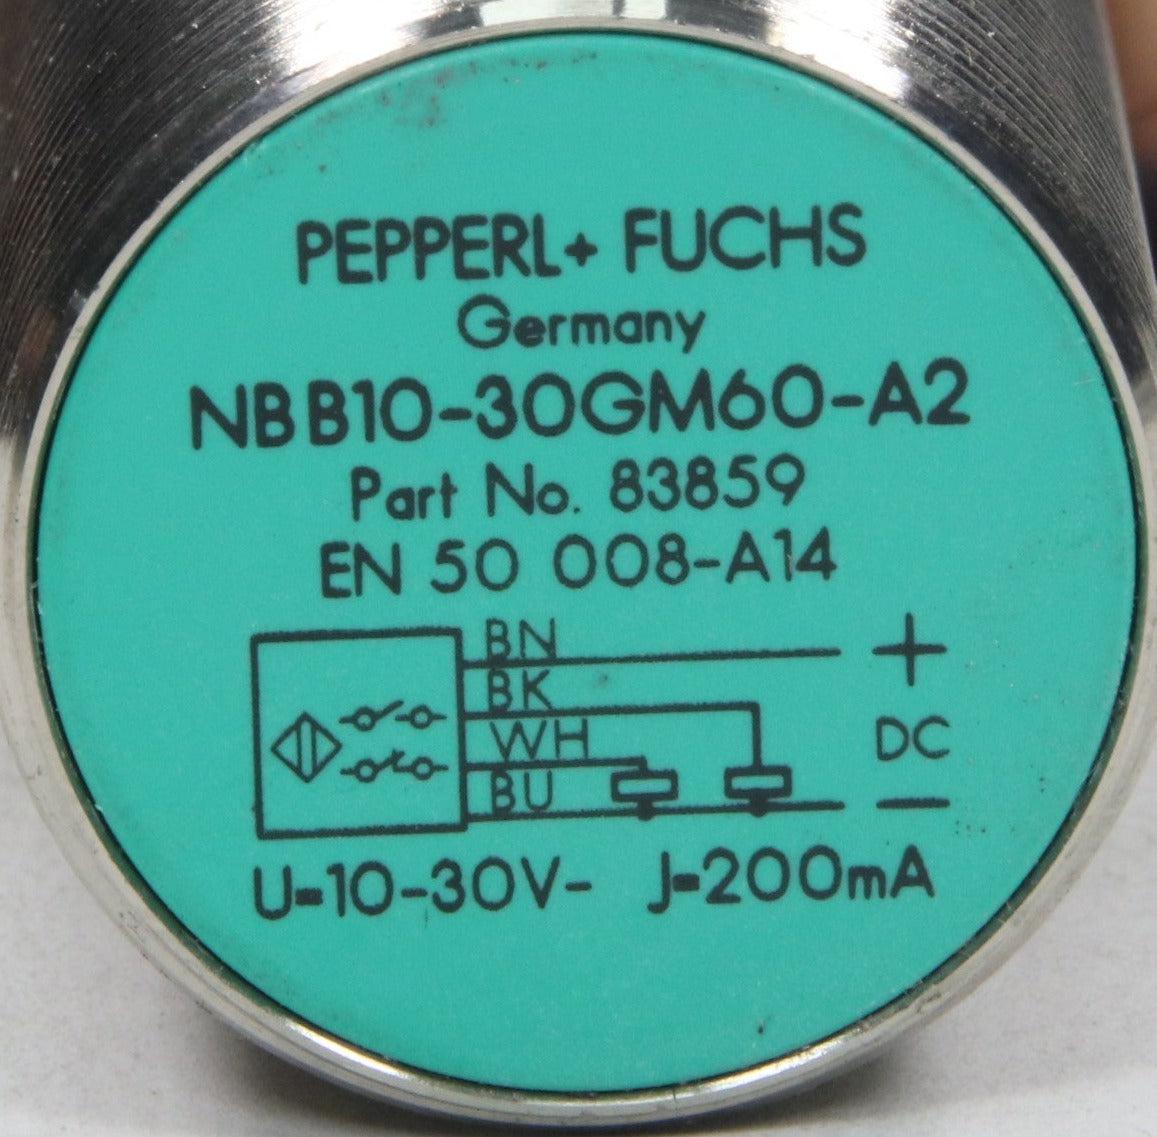 PEPPERL+ FUCHS
Germany
NBB10-30GM60-A2
Part No. 83859
EN 50 008-A14
BN
+
BK
WH
DC
BU
−
U=10-30V- J=200mA